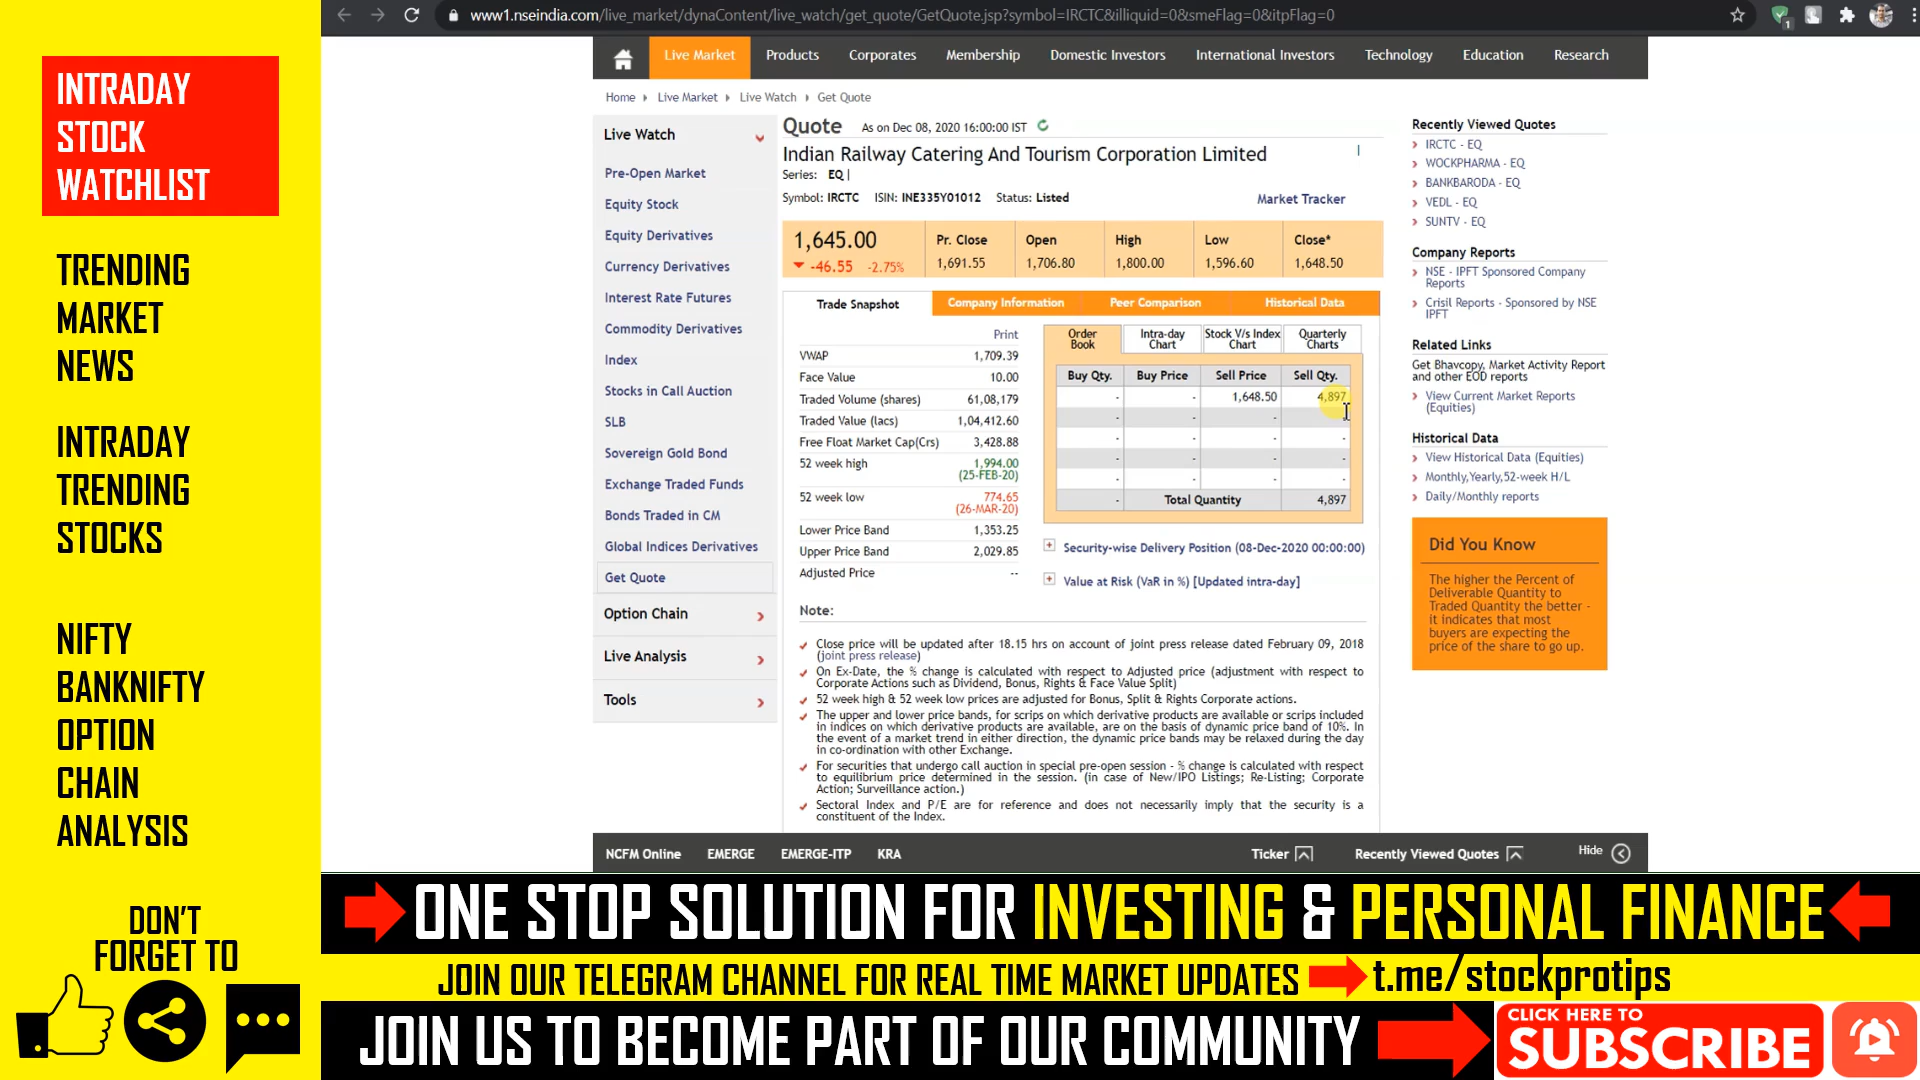 www1.nseindia.com/live_market/dynaContent/live_watch/get_quote/GetQuote.jsp?symbol=IRCTC&illiquid=0&smeFlag=0&itpFlag=0
1
INTRADAY
STOCK
WATCHLIST
TRENDING
MARKET
NEWS
INTRADAY
TRENDING
STOCKS
NIFTY
BANKNIFTY
OPTION
CHAIN
ANALYSIS
DON'T
FORGET TO
Live Market Products Corporates Membership Domestic Investors International Investors Technology Education Research
Home Live Market Live Watch Get Quote
Live Watch
Pre-Open Market
Equity Stock
Equity Derivatives
Currency Derivatives
Interest Rate Futures
Commodity Derivatives
Index
Stocks in Call Auction
SLB
Sovereign Gold Bond
Exchange Traded Funds
Bonds Traded in CM
Global Indices Derivatives
Get Quote
Option Chain
Live Analysis
Tools
Quote As on Dec 08, 2020 16:00:00 IST
Indian Railway Catering And Tourism Corporation Limited |
Series: EQ |
Symbol: IRCTC ISIN: INE335Y01012 Status: Listed Market Tracker
1,645.00 Pr. Close Open High Low Close*
-46.55 -2.75% 1,691.55 1,706.80 1,800.00 1,596.60 1,648.50
Trade Snapshot Company Information Peer Comparison Historical Data
Print
VWAP 1,709.39
Face Value 10.00
Traded Volume (shares) 61,08,179
Traded Value (lacs) 1,04,412.60
Free Float Market Cap(Crs) 3,428.88
52 week high 1,994.00
(25-FEB-20)
52 week low 774.65
(26-MAR-20)
Lower Price Band 1,353.25
Upper Price Band 2,029.85
Adjusted Price --
Order Book Intra-day Chart Stock V/s Index Chart Quarterly Charts
Buy Qty. Buy Price Sell Price Sell Qty.
- - 1,648.50 4,897
- - - -
- - - -
- - - -
- - - -
- Total Quantity 4,897
Security-wise Delivery Position (08-Dec-2020 00:00:00)
Value at Risk (VaR in %) [Updated intra-day]
Note:
Close price will be updated after 18.15 hrs on account of joint press release dated February 09, 2018
(joint press release)
On Ex-Date, the % change is calculated with respect to Adjusted price (adjustment with respect to
Corporate Actions such as Dividend, Bonus, Rights & Face Value Split)
52 week high & 52 week low prices are adjusted for Bonus, Split & Rights Corporate actions.
The upper and lower price bands, for scrips on which derivative products are available or scrips included
in indices on which derivative products are available, are on the basis of dynamic price band of 10%. In
the event of a market trend in either direction, the dynamic price bands may be relaxed during the day
in co-ordination with other Exchange.
For securities that undergo call auction in special pre-open session - % change is calculated with respect
to equilibrium price determined in the session. (in case of New/IPO Listings; Re-Listing; Corporate
Action; Surveillance action.)
Sectoral Index and P/E are for reference and does not necessarily imply that the security is a
constituent of the Index.
Recently Viewed Quotes
IRCTC - EQ
WOCKPHARMA - EQ
BANKBARODA - EQ
VEDL - EQ
SUNTV - EQ
Company Reports
NSE - IPFT Sponsored Company
Reports
Crisil Reports - Sponsored by NSE
IPFT
Related Links
Get Bhavcopy, Market Activity Report
and other EOD reports
View Current Market Reports
(Equities)
Historical Data
View Historical Data (Equities)
Monthly,Yearly,52-week H/L
Daily/Monthly reports
Did You Know
The higher the Percent of
Deliverable Quantity to
Traded Quantity the better -
it indicates that most
buyers are expecting the
price of the share to go up.
NCFM Online EMERGE EMERGE-ITP KRA Ticker Recently Viewed Quotes Hide
ONE STOP SOLUTION FOR INVESTING & PERSONAL FINANCE
JOIN OUR TELEGRAM CHANNEL FOR REAL TIME MARKET UPDATES t.me/stockprotips
JOIN US TO BECOME PART OF OUR COMMUNITY
CLICK HERE TO
SUBSCRIBE